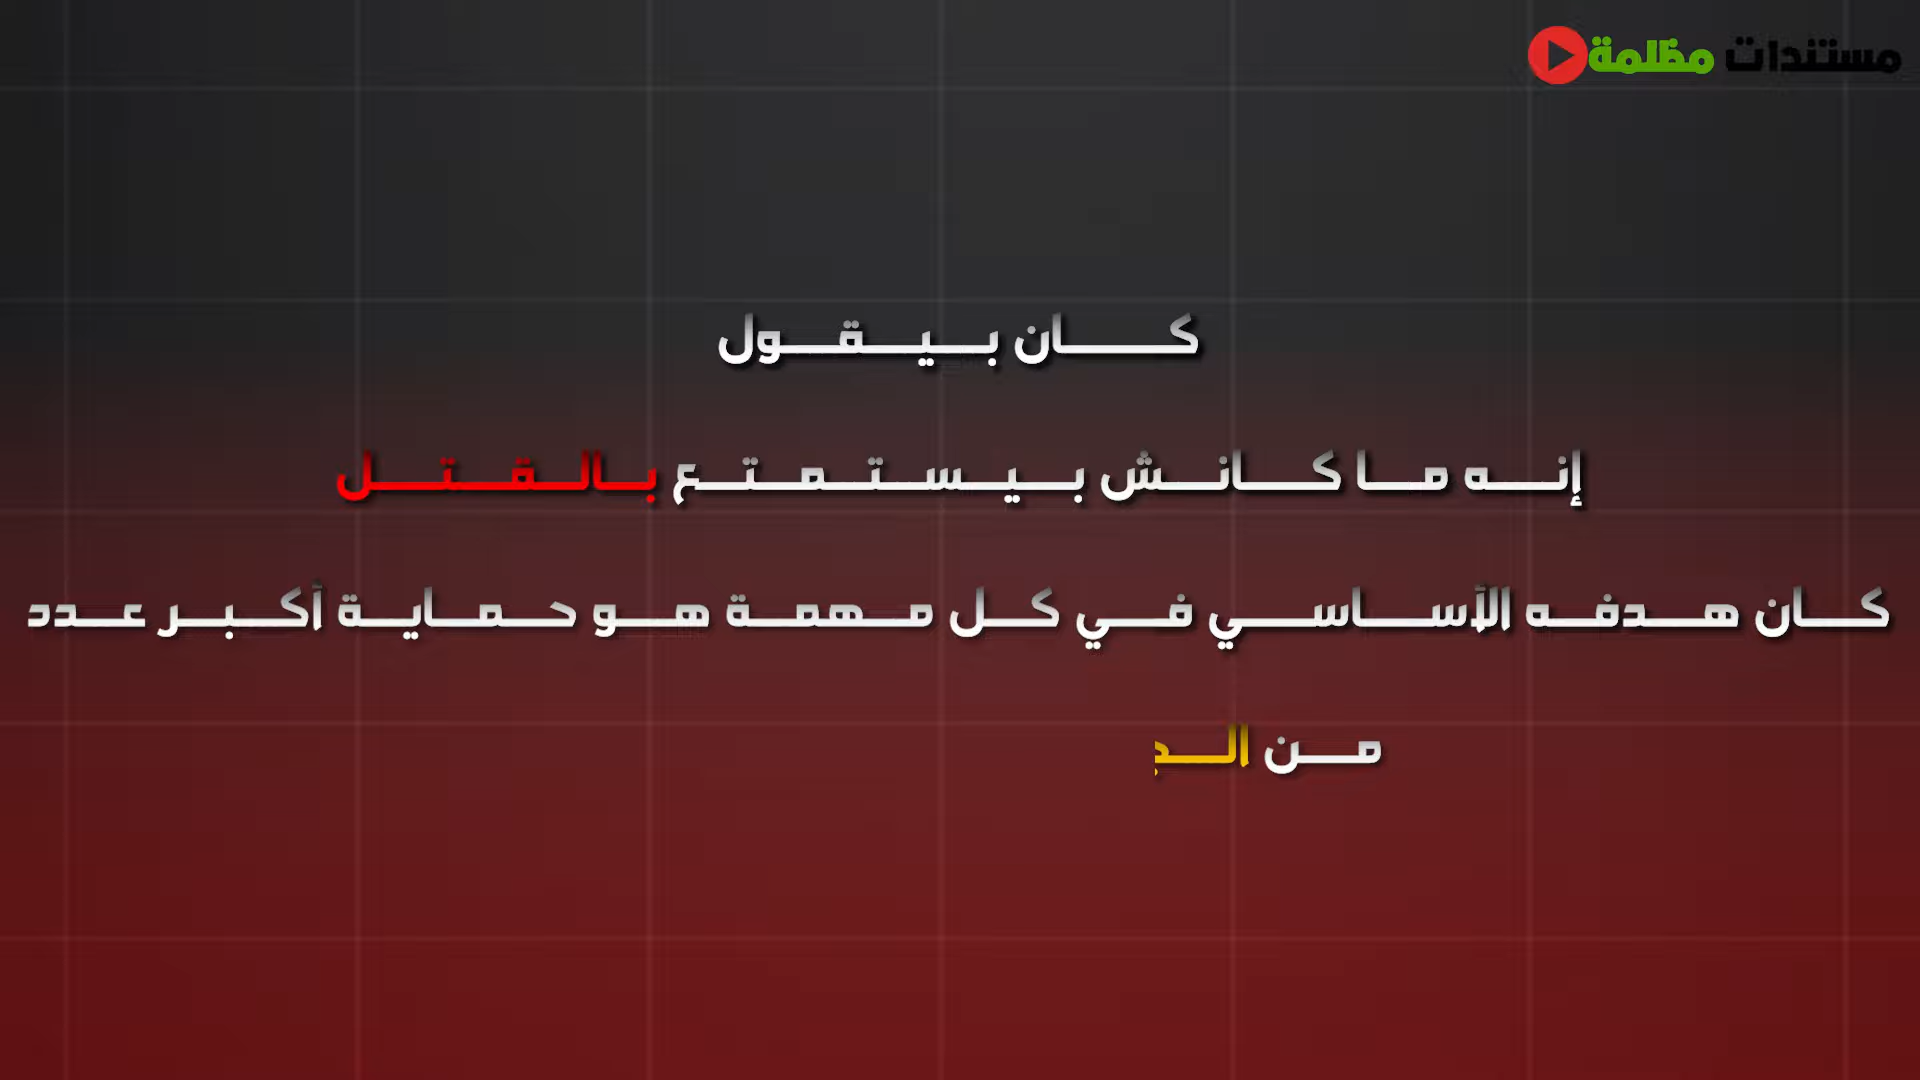 مستندات مظلمة
كان بيقول
إنه ما كانش بيستمتع بالقتل
كان هدفه الأساسي في كل مهمة هو حماية أكبر عدد
من